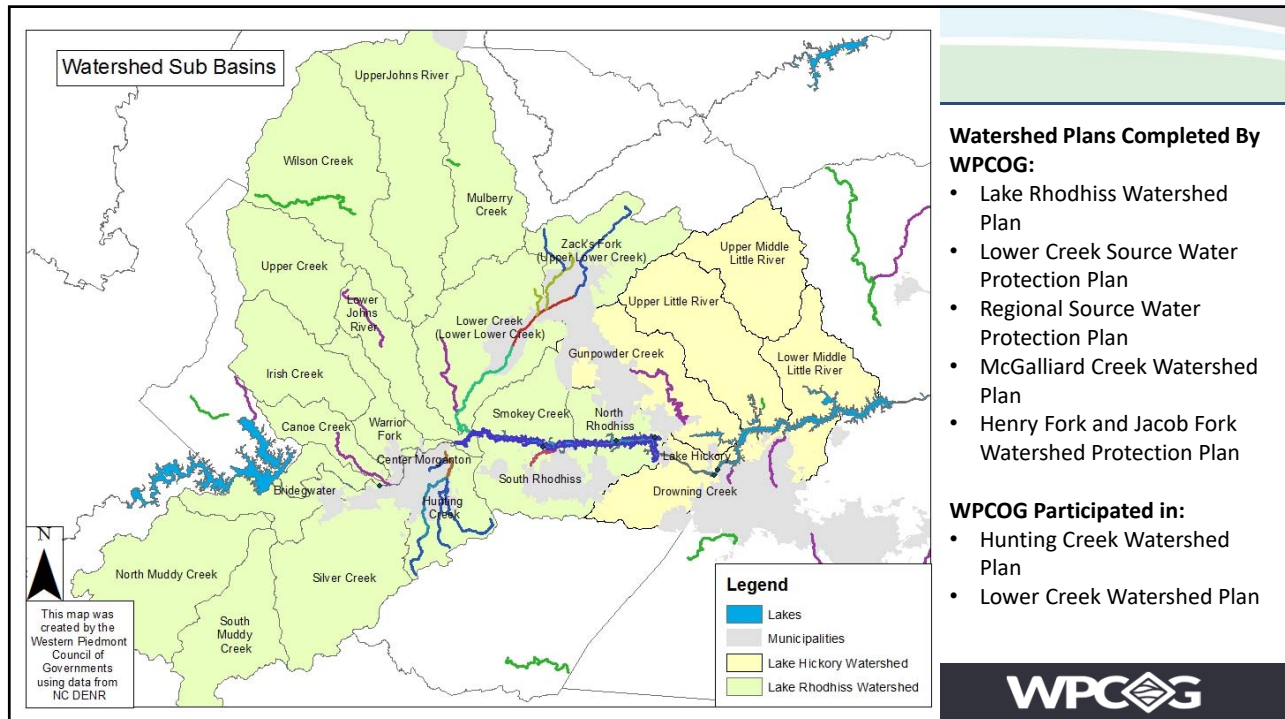 Watershed Sub Basins
UpperJohns River
Wilson Creek
Mulberry
Creek
Zack's Fork
(Upper Lower Creek)
Upper Middle
Little River
Upper Creek
Lower
Johns
River
Upper Little River
Lower Creek
(Lower Lower Creek)
Gunpowder Creek
Lower Middle
Little River
Irish Creek
Canoe Creek
Warrior
Fork
Smokey Creek
North
Rhodhiss
Center Morganton
Lake Hickory
Bridegwater
South Rhodhiss
Drowning Creek
Hunting
Creek
North Muddy Creek
Silver Creek
South
Muddy
Creek
N
This map was
created by the
Western Piedmont
Council of
Governments
using data from
NC DENR
Legend
Lakes
Municipalities
Lake Hickory Watershed
Lake Rhodhiss Watershed
Watershed Plans Completed By
WPCOG:
• Lake Rhodhiss Watershed
Plan
• Lower Creek Source Water
Protection Plan
• Regional Source Water
Protection Plan
• McGalliard Creek Watershed
Plan
• Henry Fork and Jacob Fork
Watershed Protection Plan
WPCOG Participated in:
• Hunting Creek Watershed
Plan
• Lower Creek Watershed Plan
WPCOG